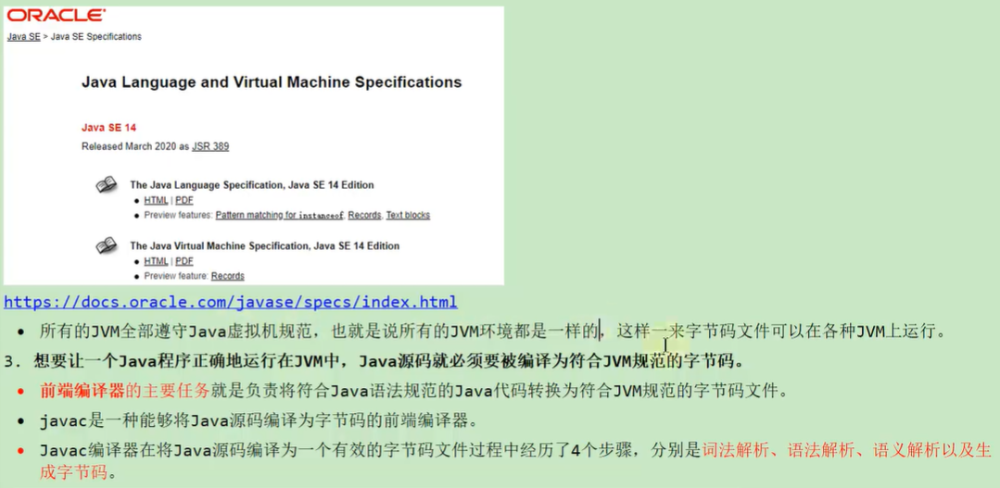 ORACLE
Java SE > Java SE Specifications
Java Language and Virtual Machine Specifications
Java SE 14
Released March 2020 as JSR 389
The Java Language Specification, Java SE 14 Edition
• HTML | PDF
• Preview features: Pattern matching for instanceof, Records, Text blocks
The Java Virtual Machine Specification, Java SE 14 Edition
• HTML | PDF
• Preview feature: Records
https://docs.oracle.com/javase/specs/index.html
• 所有的JVM全部遵守Java虚拟机规范，也就是说所有的JVM环境都是一样的，这样一来字节码文件可以在各种JVM上运行。
3. 想要让一个Java程序正确地运行在JVM中，Java源码就必须要被编译为符合JVM规范的字节码。
• 前端编译器的主要任务就是负责将符合Java语法规范的Java代码转换为符合JVM规范的字节码文件。
• javac是一种能够将Java源码编译为字节码的前端编译器。
• Javac编译器在将Java源码编译为一个有效的字节码文件过程中经历了4个步骤，分别是词法解析、语法解析、语义解析以及生
成字节码。